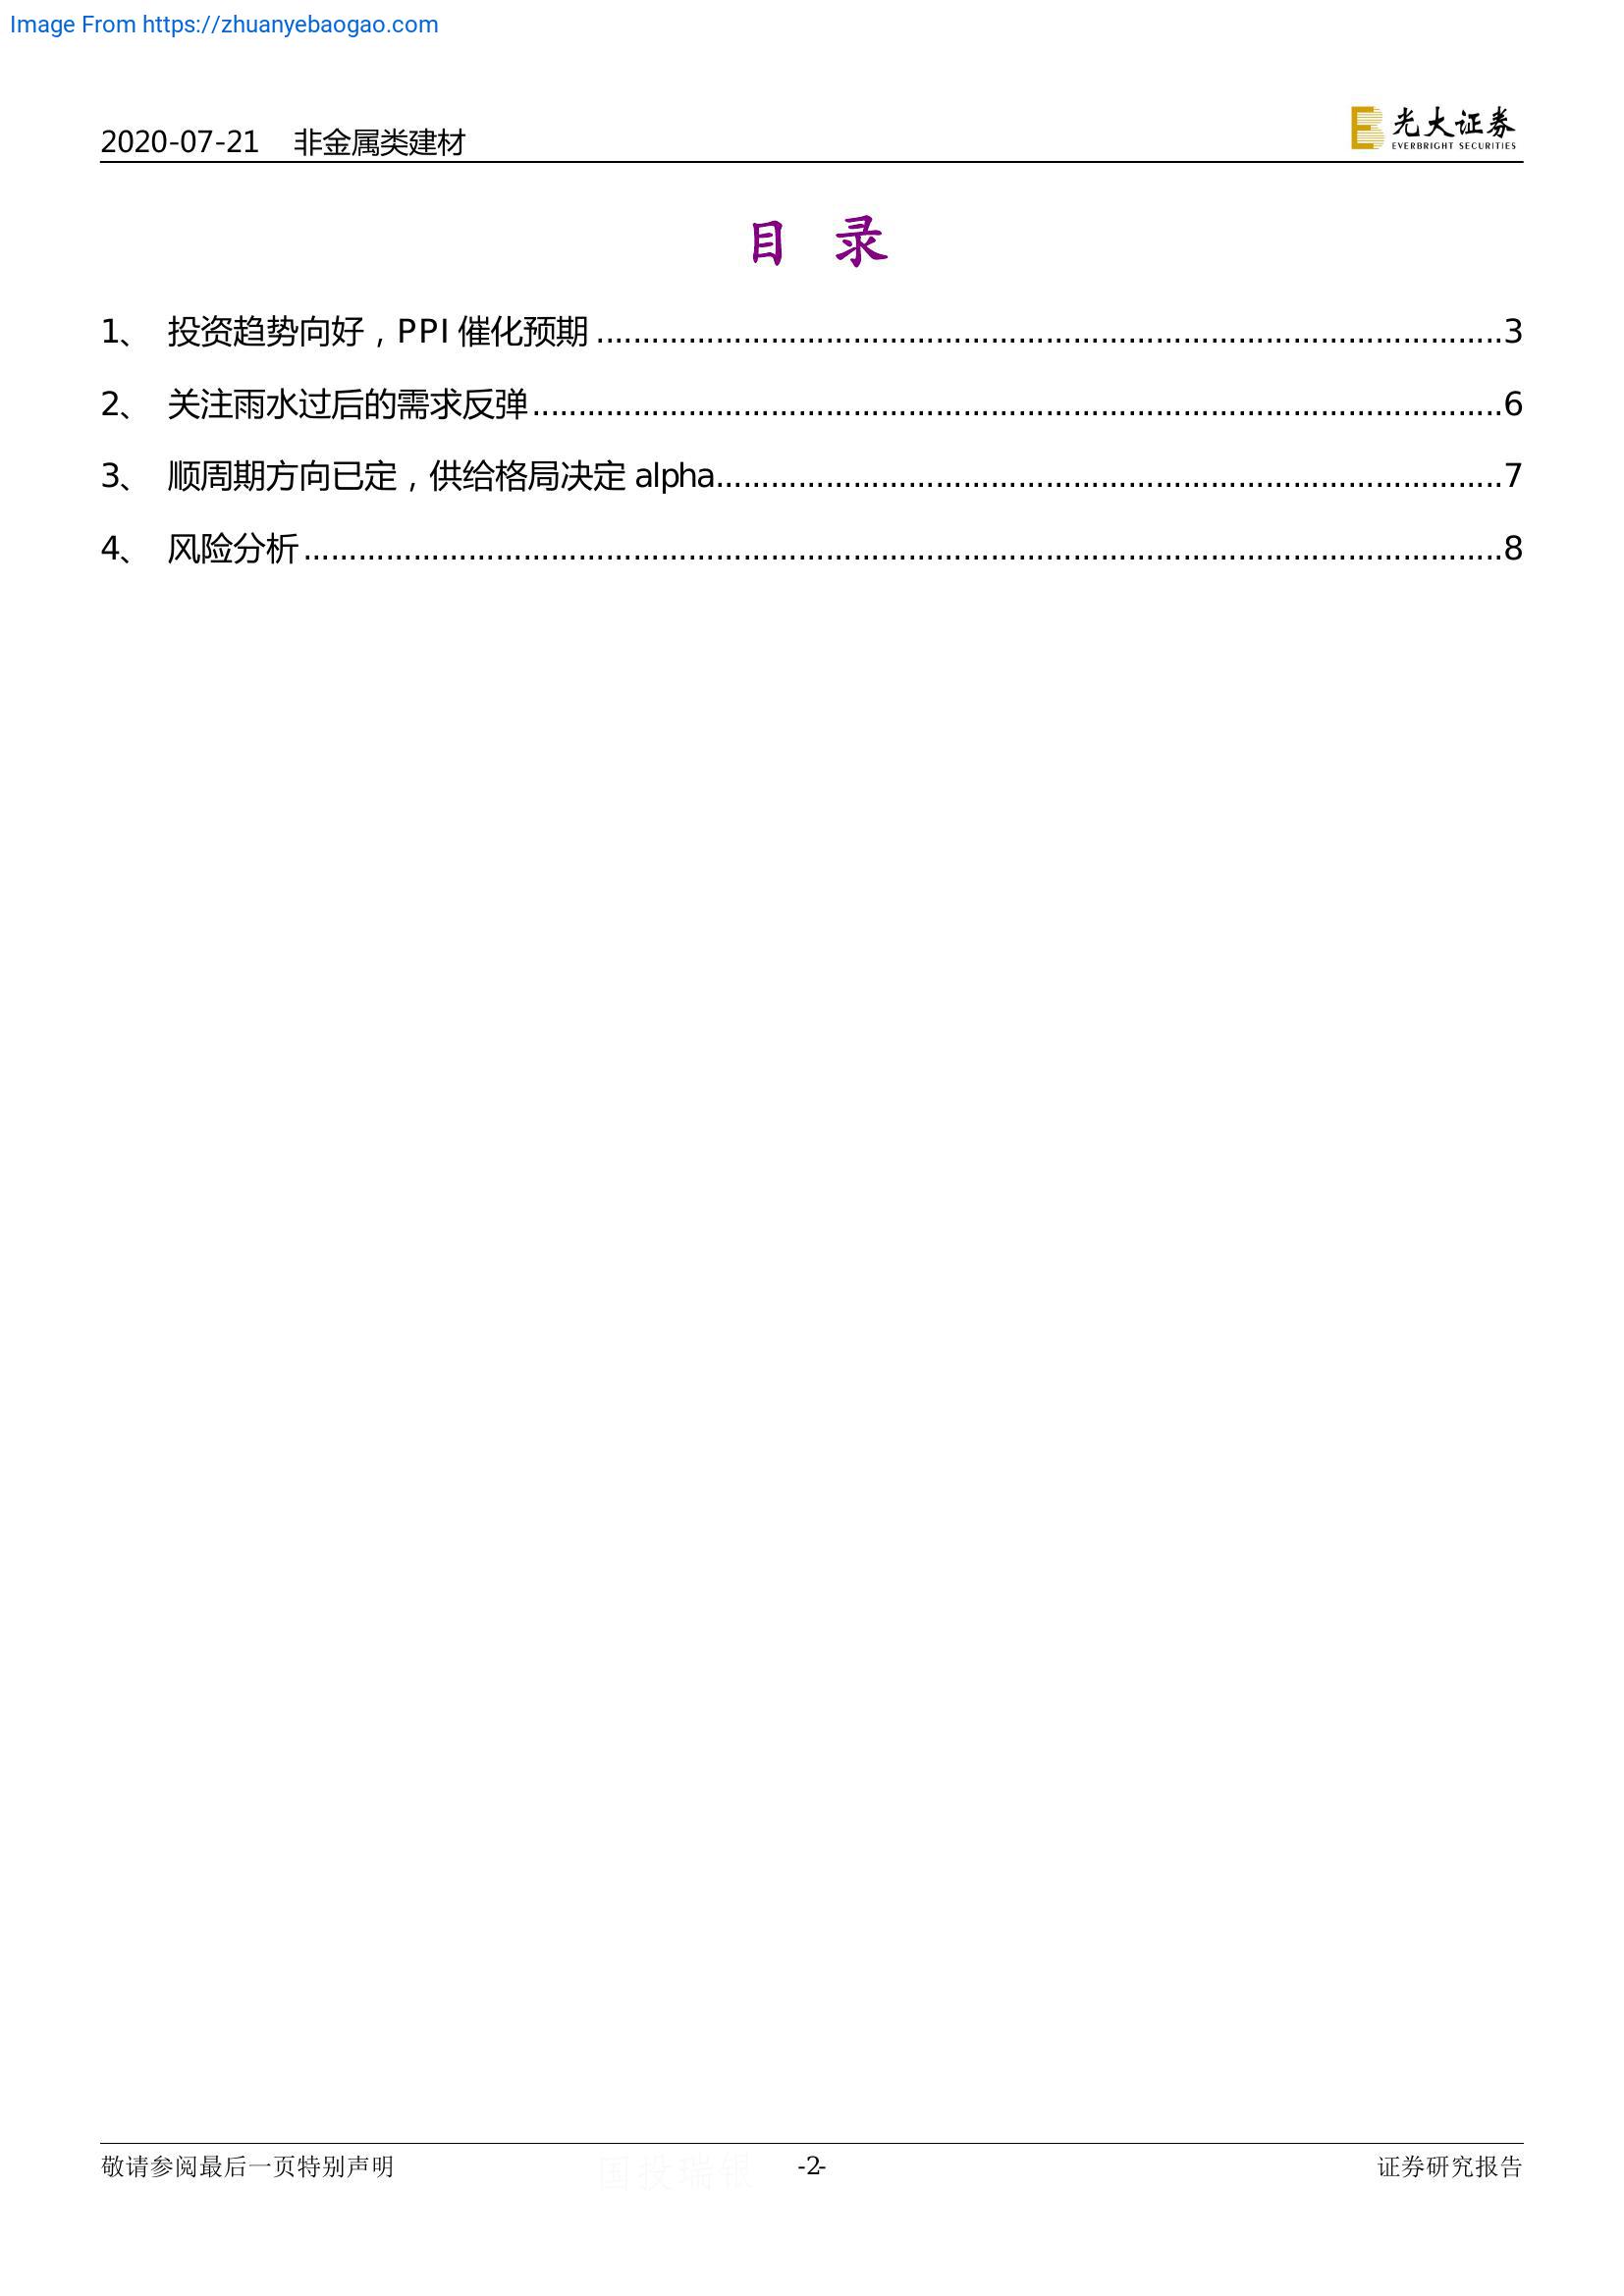 Image From https://zhuanyebaogao.com
2020-07-21 非金属类建材
光大证券
EVERBRIGHT SECURITIES
目 录
1、 投资趋势向好，PPI 催化预期 3
2、 关注雨水过后的需求反弹 6
3、 顺周期方向已定，供给格局决定 alpha 7
4、 风险分析 8
敬请参阅最后一页特别声明 国投瑞银 -2- 证券研究报告